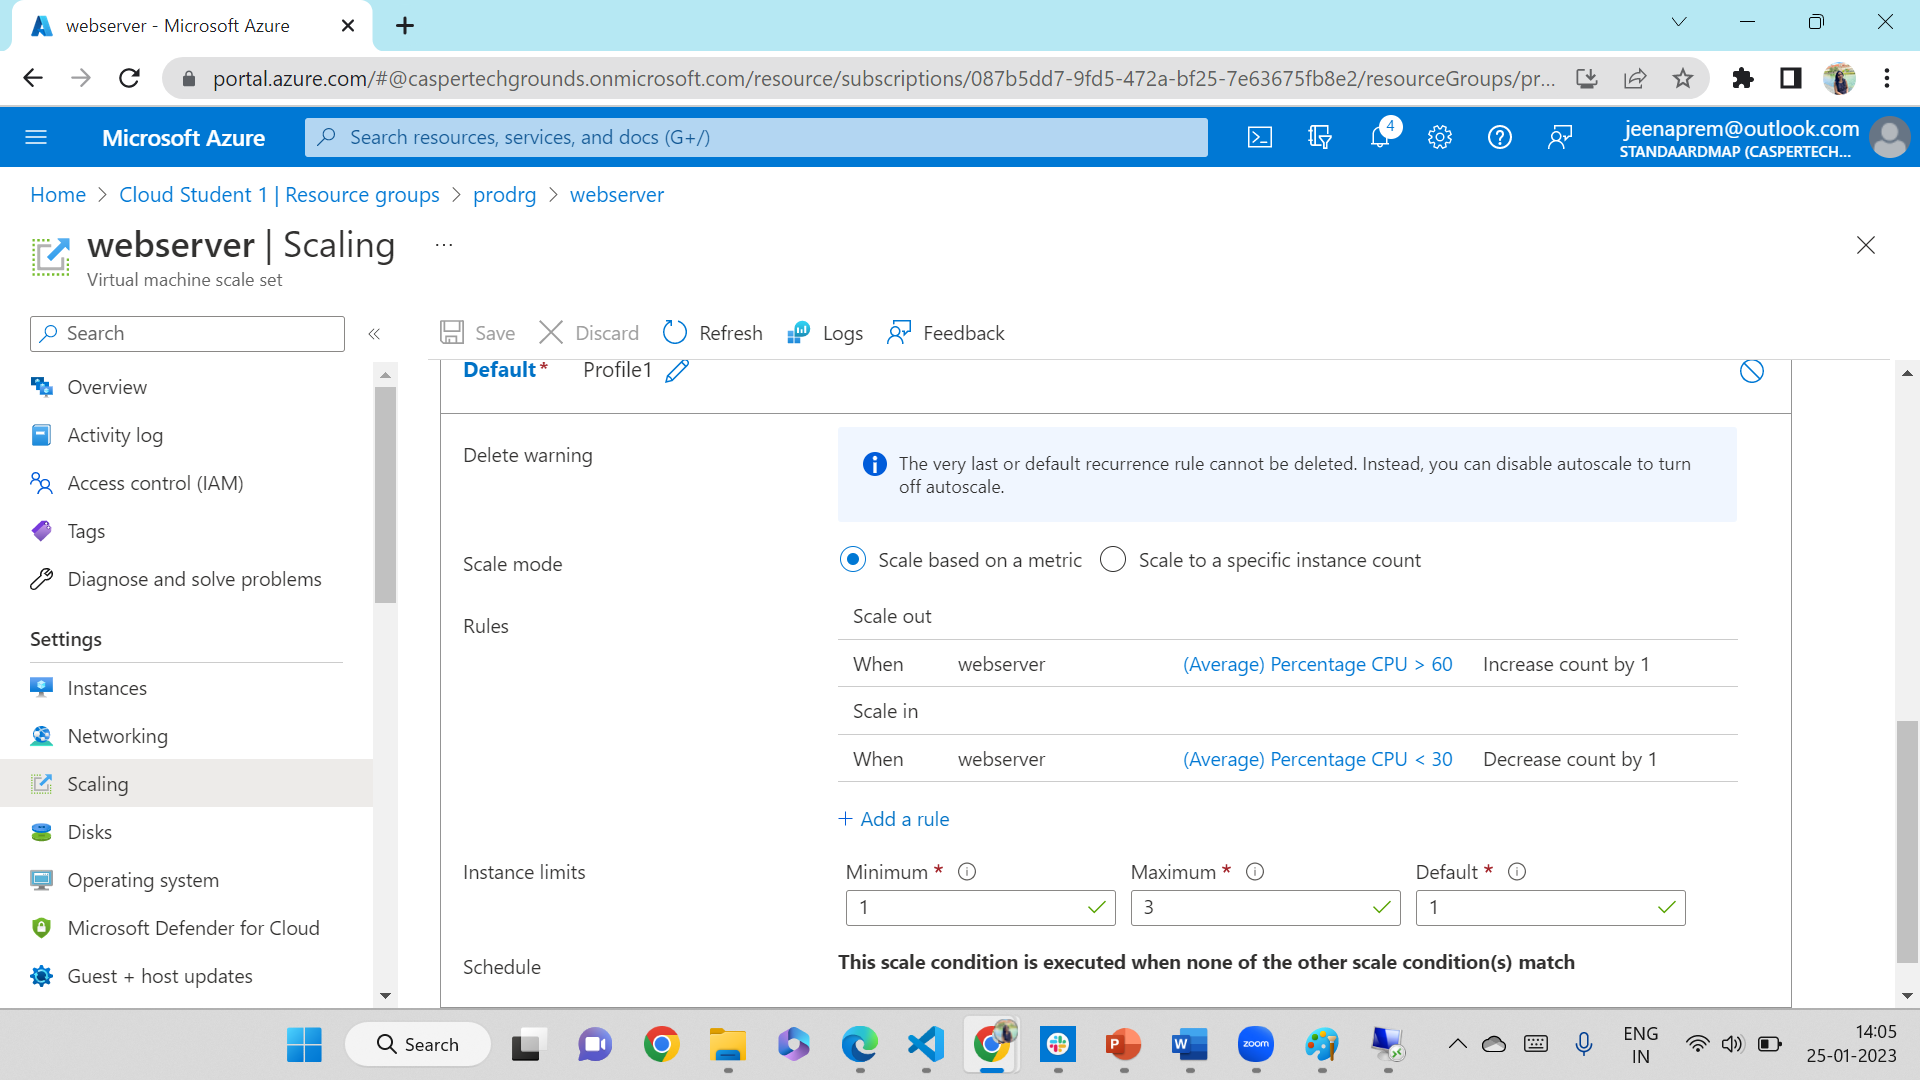 webserver - Microsoft Azure
portal.azure.com/#@caspertechgrounds.onmicrosoft.com/resource/subscriptions/087b5dd7-9fd5-472a-bf25-7e63675fb8e2/resourceGroups/pr...
Microsoft Azure
Search resources, services, and docs (G+/)
4
jeenaprem@outlook.com
STANDAARDMAP (CASPERTECH...
Home > Cloud Student 1 | Resource groups > prodrg > webserver
webserver | Scaling ...
Virtual machine scale set
Search
Save Discard Refresh Logs Feedback
Overview
Activity log
Access control (IAM)
Tags
Diagnose and solve problems
Settings
Instances
Networking
Scaling
Disks
Operating system
Microsoft Defender for Cloud
Guest + host updates
Default* Profile1
Delete warning
The very last or default recurrence rule cannot be deleted. Instead, you can disable autoscale to turn
off autoscale.
Scale mode
Scale based on a metric Scale to a specific instance count
Rules
Scale out
When webserver (Average) Percentage CPU > 60 Increase count by 1
Scale in
When webserver (Average) Percentage CPU < 30 Decrease count by 1
+ Add a rule
Instance limits
Minimum * Maximum * Default *
1 3 1
Schedule
This scale condition is executed when none of the other scale condition(s) match
Search
zoom
ENG
IN
14:05
25-01-2023